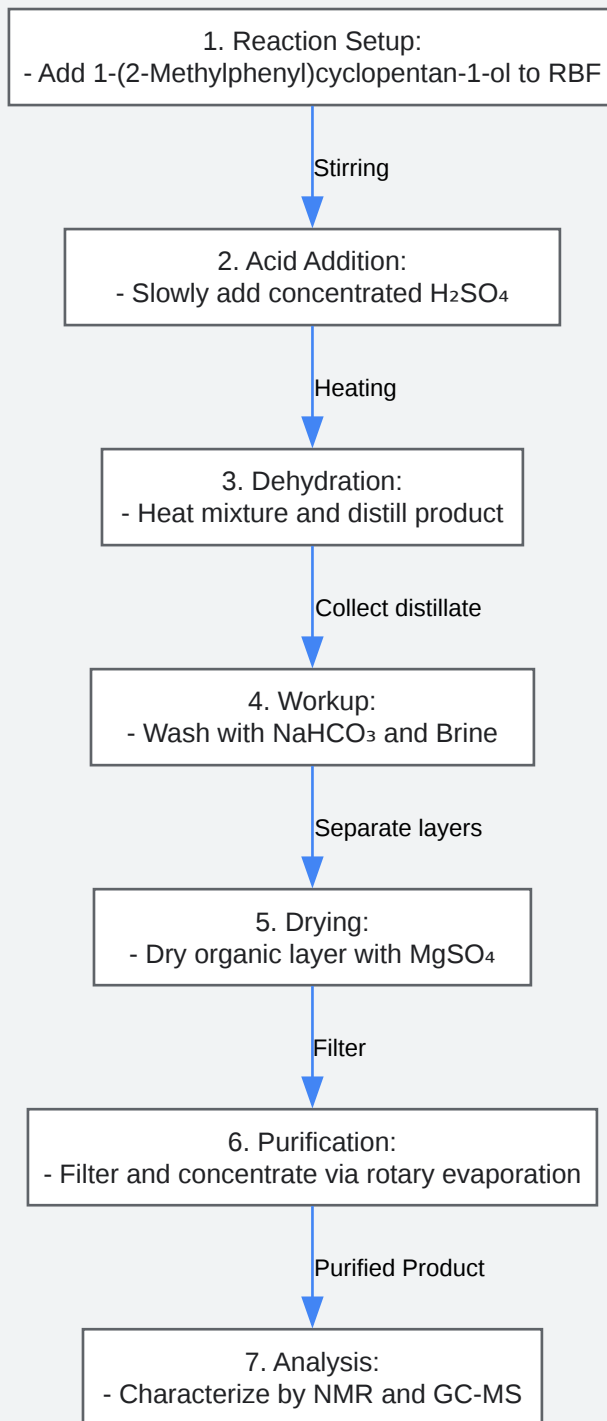 1. Reaction Setup:
- Add 1-(2-Methylphenyl)cyclopentan-1-ol to RBF
Stirring
2. Acid Addition:
- Slowly add concentrated H₂SO₄
Heating
3. Dehydration:
- Heat mixture and distill product
Collect distillate
4. Workup:
- Wash with NaHCO₃ and Brine
Separate layers
5. Drying:
- Dry organic layer with MgSO₄
Filter
6. Purification:
- Filter and concentrate via rotary evaporation
Purified Product
7. Analysis:
- Characterize by NMR and GC-MS